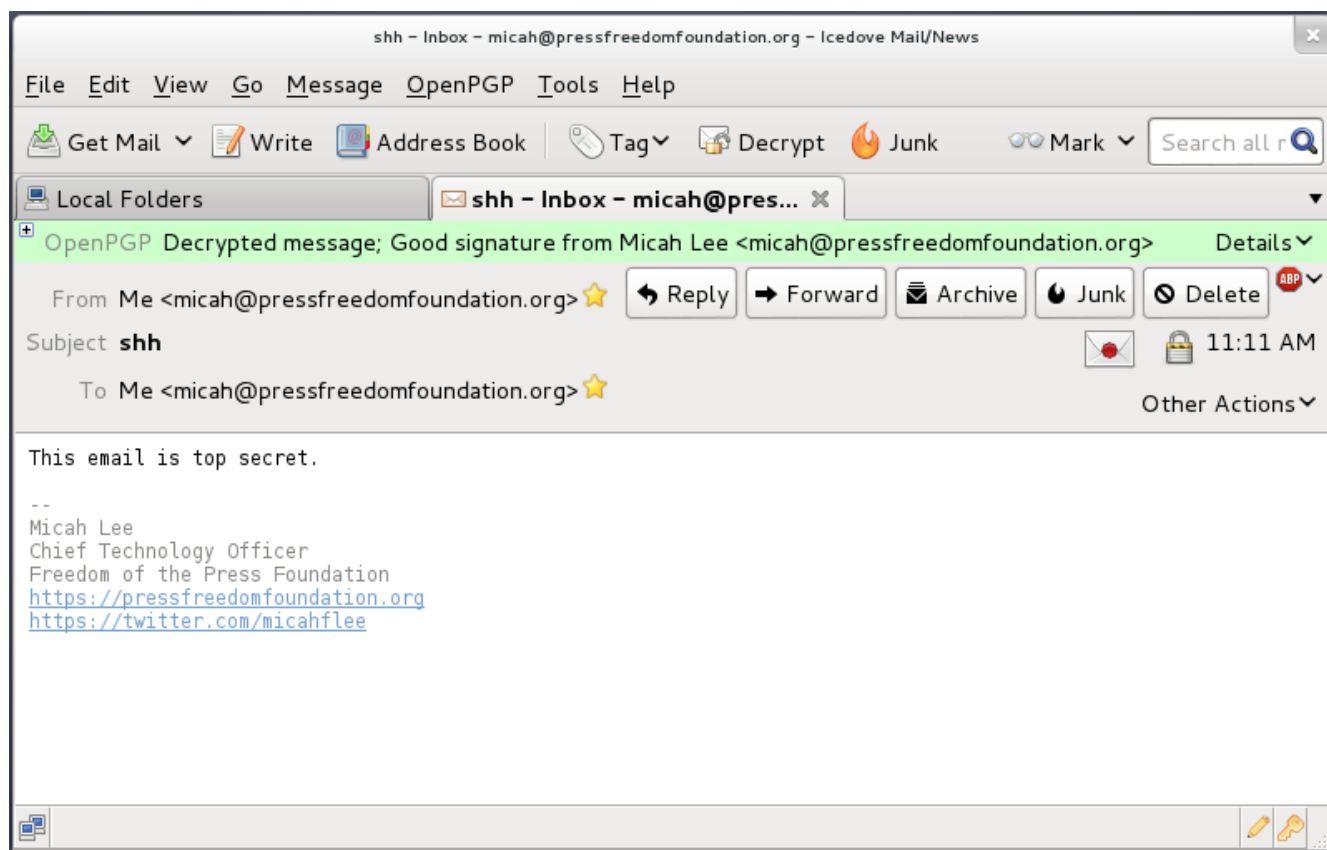 shh – Inbox – micah@pressfreedomfoundation.org – Icedove Mail/News
File Edit View Go Message OpenPGP Tools Help
Get Mail Write Address Book Tag Decrypt Junk Mark Search all r
Local Folders shh – Inbox – micah@pres...
OpenPGP Decrypted message; Good signature from Micah Lee <micah@pressfreedomfoundation.org> Details
From Me <micah@pressfreedomfoundation.org> Reply Forward Archive Junk Delete ABP
Subject shh 11:11 AM
To Me <micah@pressfreedomfoundation.org>
Other Actions
This email is top secret.
--
Micah Lee
Chief Technology Officer
Freedom of the Press Foundation
https://pressfreedomfoundation.org
https://twitter.com/micahflee